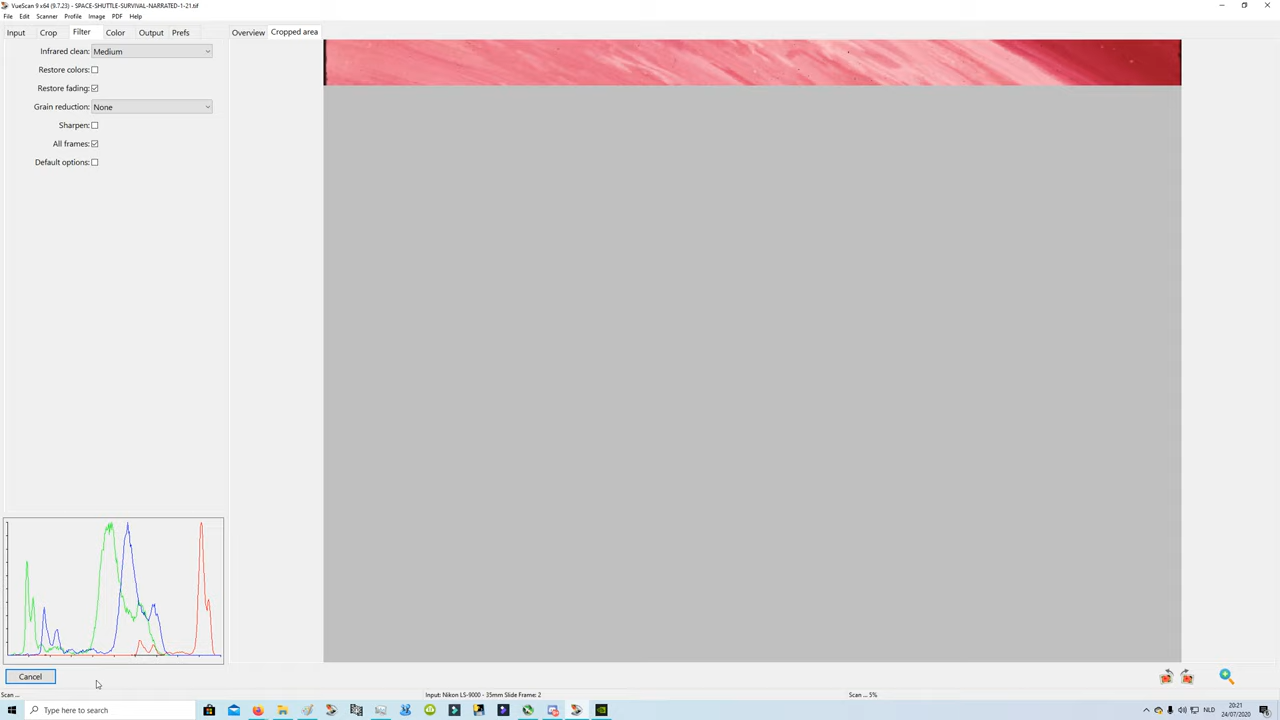 VueScan 9 x64 (9.7.23) - SPACE-SHUTTLE-SURVIVAL-NARRATED-1-21.tif
File Edit Scanner Profile Image PDF Help
Input Crop Filter Color Output Prefs Overview Cropped area
Infrared clean: Medium
Restore colors:
Restore fading:
Grain reduction: None
Sharpen:
All frames:
Default options:
Cancel
Scan ... Input: Nikon LS-9000 - 35mm Slide Frame: 2 Scan ... 5%
Type here to search
NLD
20:21
24/07/2020